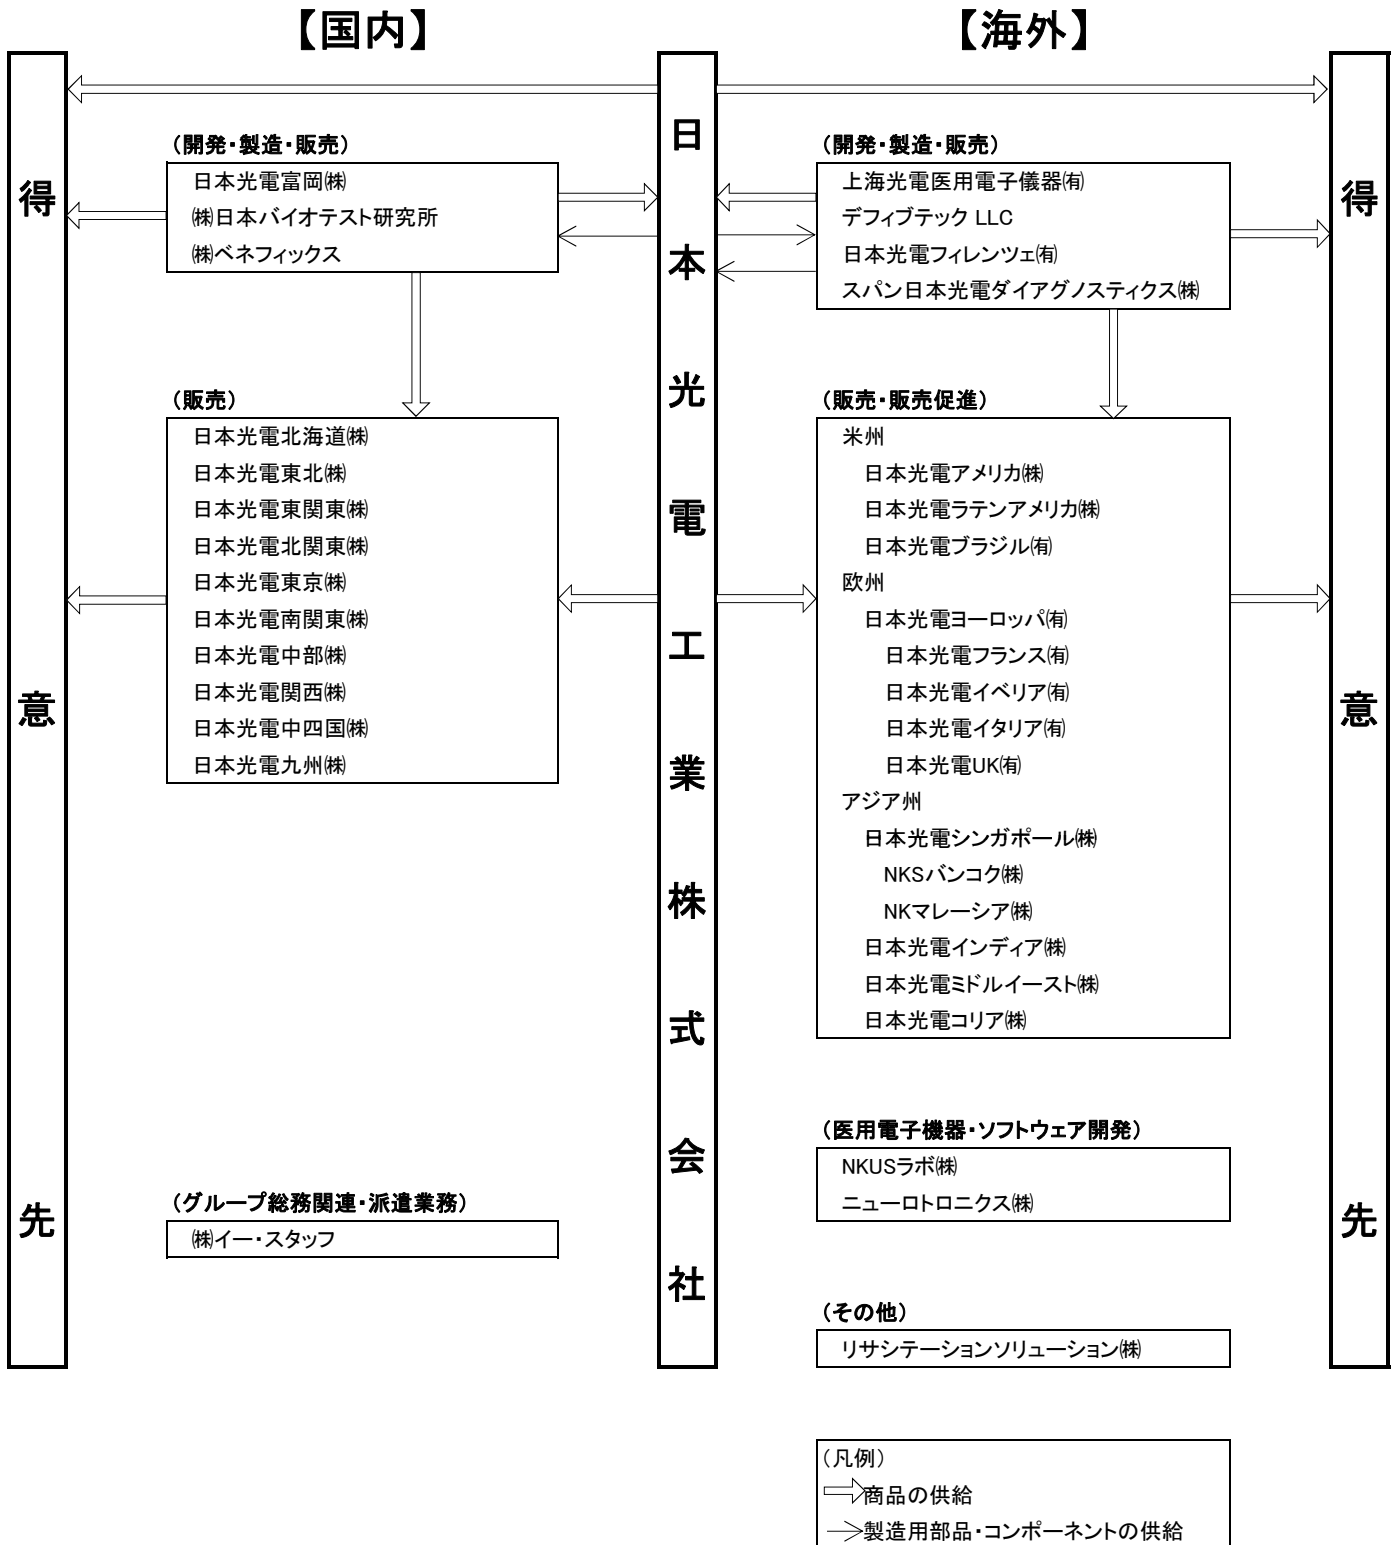 【国内】
【海外】
得意先
日本光電工業株式会社
得意先
（開発・製造・販売）
日本光電富岡㈱
㈱日本バイオテスト研究所
㈱ベネフィックス
（販売）
日本光電北海道㈱
日本光電東北㈱
日本光電東関東㈱
日本光電北関東㈱
日本光電東京㈱
日本光電南関東㈱
日本光電中部㈱
日本光電関西㈱
日本光電中四国㈱
日本光電九州㈱
（グループ総務関連・派遣業務）
㈱イー・スタッフ
（開発・製造・販売）
上海光電医用電子儀器㈲
デフィブテック LLC
日本光電フィレンツェ㈲
スパン日本光電ダイアグノスティクス㈱
（販売・販売促進）
米州
日本光電アメリカ㈱
日本光電ラテンアメリカ㈱
日本光電ブラジル㈲
欧州
日本光電ヨーロッパ㈲
日本光電フランス㈲
日本光電イベリア㈲
日本光電イタリア㈲
日本光電UK㈲
アジア州
日本光電シンガポール㈱
NKSバンコク㈱
NKマレーシア㈱
日本光電インディア㈱
日本光電ミドルイースト㈱
日本光電コリア㈱
（医用電子機器・ソフトウェア開発）
NKUSラボ㈱
ニューロトロニクス㈱
（その他）
リサシテーションソリューション㈱
（凡例）
商品の供給
製造用部品・コンポーネントの供給